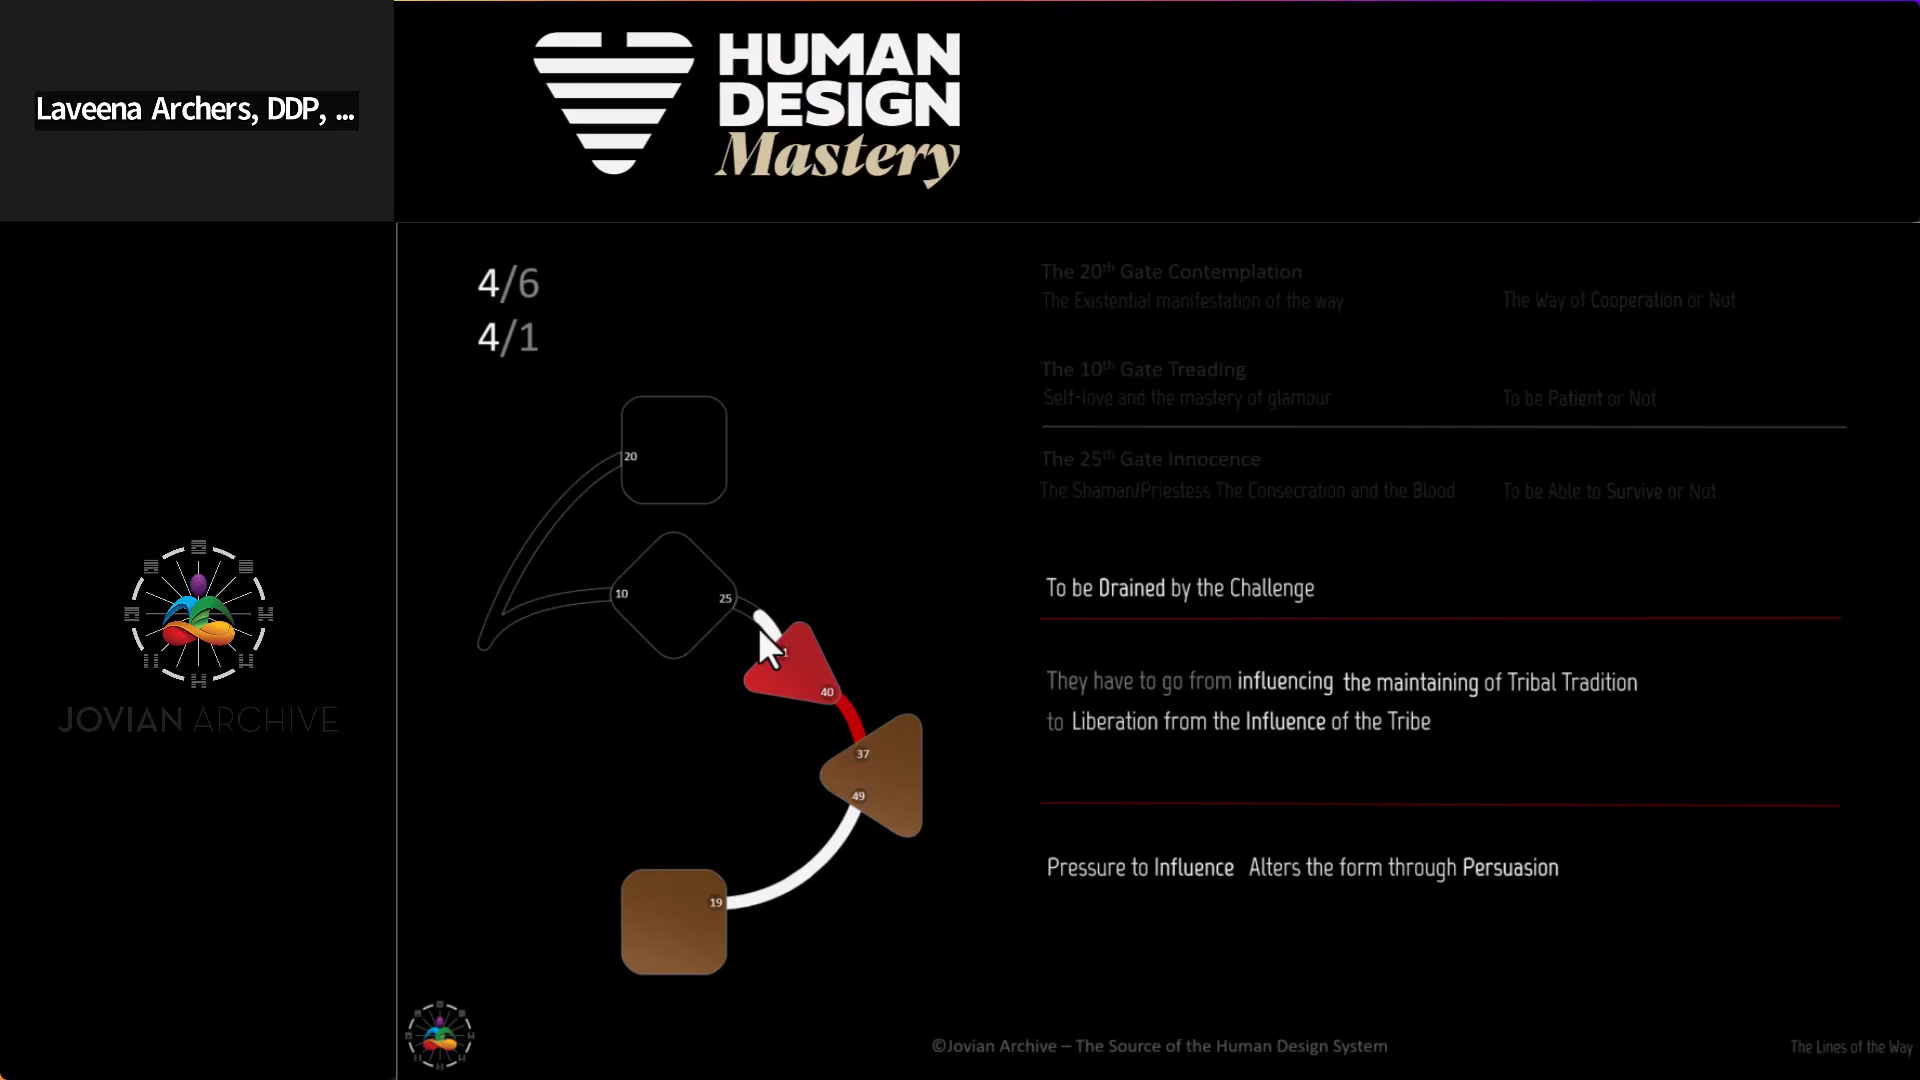 Laveena Archers, DDP, ...
HUMAN
DESIGN
Mastery
4/6
4/1
The 20th Gate Contemplation
The Existential manifestation of the way
The Way of Cooperation or Not
The 10th Gate Treading
Self-love and the mastery of glamour
To be Patient or Not
The 25th Gate Innocence
The Shaman/Priestess The Consecration and the Blood
To be Able to Survive or Not
20
10
25
40
37
49
19
To be Drained by the Challenge
They have to go from influencing the maintaining of Tribal Tradition
to Liberation from the Influence of the Tribe
Pressure to Influence Alters the form through Persuasion
JOVIAN ARCHIVE
©Jovian Archive – The Source of the Human Design System
The Lines of the Way